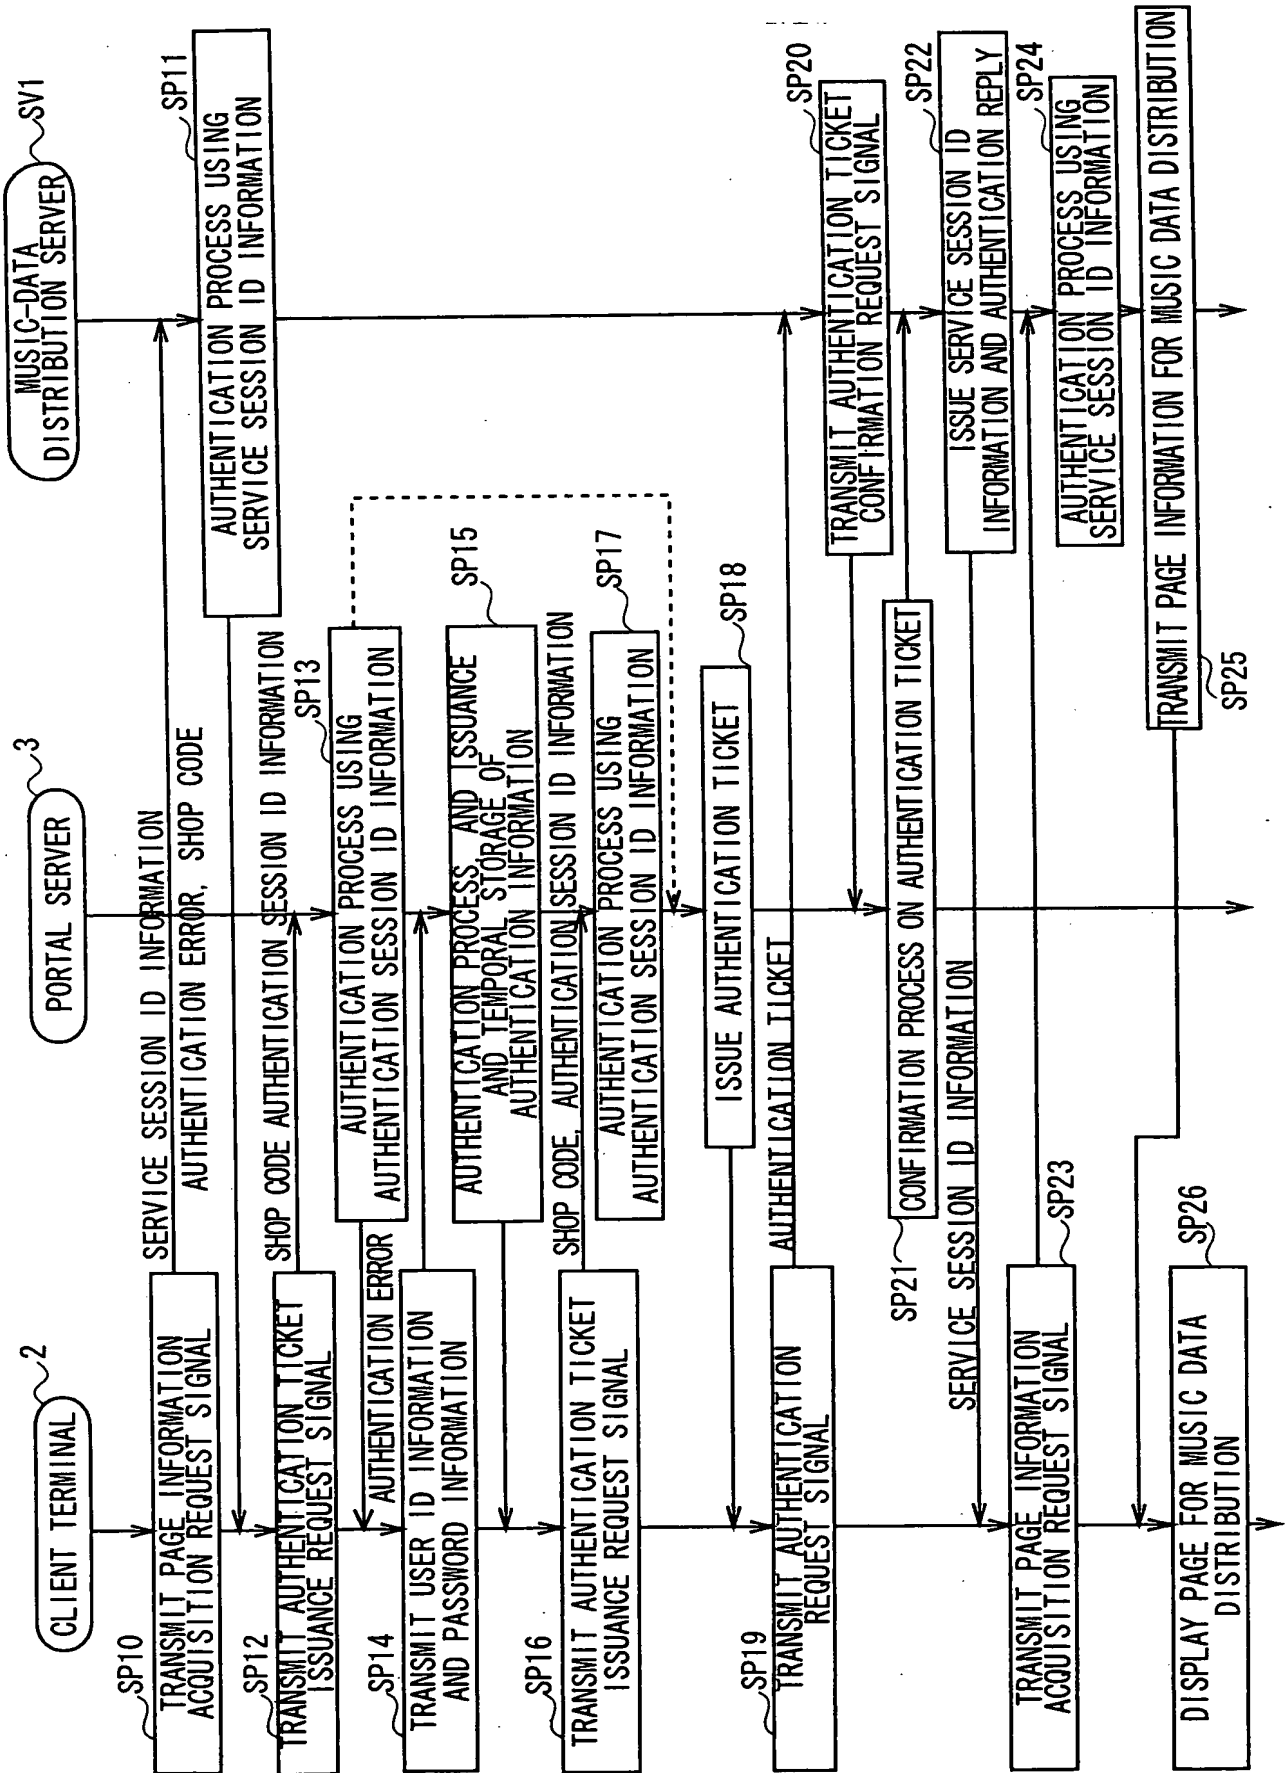 CLIENT TERMINAL
2
PORTAL SERVER
3
MUSIC-DATA
DISTRIBUTION SERVER
SV1
SP10
TRANSMIT PAGE INFORMATION
ACQUISITION REQUEST SIGNAL
SERVICE SESSION ID INFORMATION
SP11
AUTHENTICATION PROCESS USING
SERVICE SESSION ID INFORMATION
AUTHENTICATION ERROR, SHOP CODE
SP12
TRANSMIT AUTHENTICATION TICKET
ISSUANCE REQUEST SIGNAL
SHOP CODE AUTHENTICATION SESSION ID INFORMATION
SP13
AUTHENTICATION PROCESS USING
AUTHENTICATION SESSION ID INFORMATION
AUTHENTICATION ERROR
SP14
TRANSMIT USER ID INFORMATION
AND PASSWORD INFORMATION
SP15
AUTHENTICATION PROCESS, AND ISSUANCE
AND TEMPORAL STORAGE OF
AUTHENTICATION INFORMATION
SP16
TRANSMIT AUTHENTICATION TICKET
ISSUANCE REQUEST SIGNAL
SHOP CODE, AUTHENTICATION SESSION ID INFORMATION
SP17
AUTHENTICATION PROCESS USING
AUTHENTICATION SESSION ID INFORMATION
SP18
ISSUE AUTHENTICATION TICKET
SP19
TRANSMIT AUTHENTICATION
REQUEST SIGNAL
AUTHENTICATION TICKET
SP20
TRANSMIT AUTHENTICATION TICKET
CONFIRMATION REQUEST SIGNAL
SP21
CONFIRMATION PROCESS ON AUTHENTICATION TICKET
SP22
ISSUE SERVICE SESSION ID
INFORMATION AND AUTHENTICATION REPLY
SERVICE SESSION ID INFORMATION
SP23
TRANSMIT PAGE INFORMATION
ACQUISITION REQUEST SIGNAL
SP24
AUTHENTICATION PROCESS USING
SERVICE SESSION ID INFORMATION
TRANSMIT PAGE INFORMATION FOR MUSIC DATA DISTRIBUTION
SP25
SP26
DISPLAY PAGE FOR MUSIC DATA
DISTRIBUTION